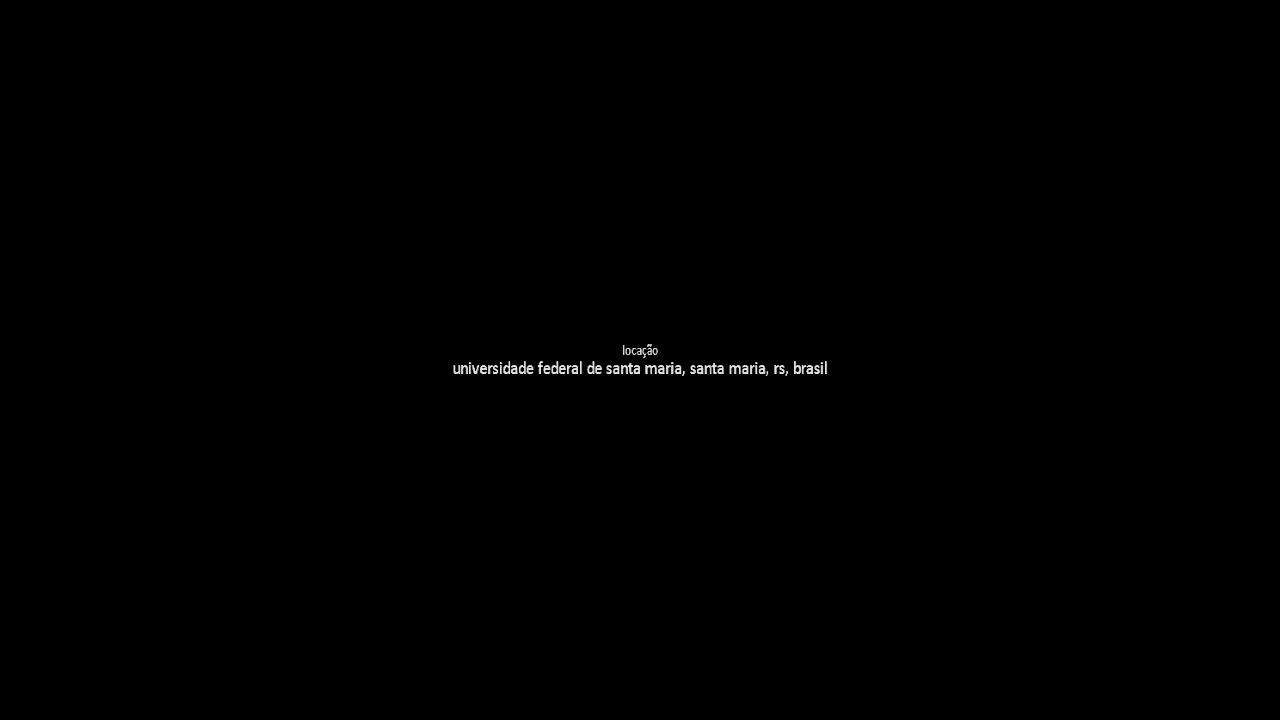 locação
universidade federal de santa maria, santa maria, rs, brasil